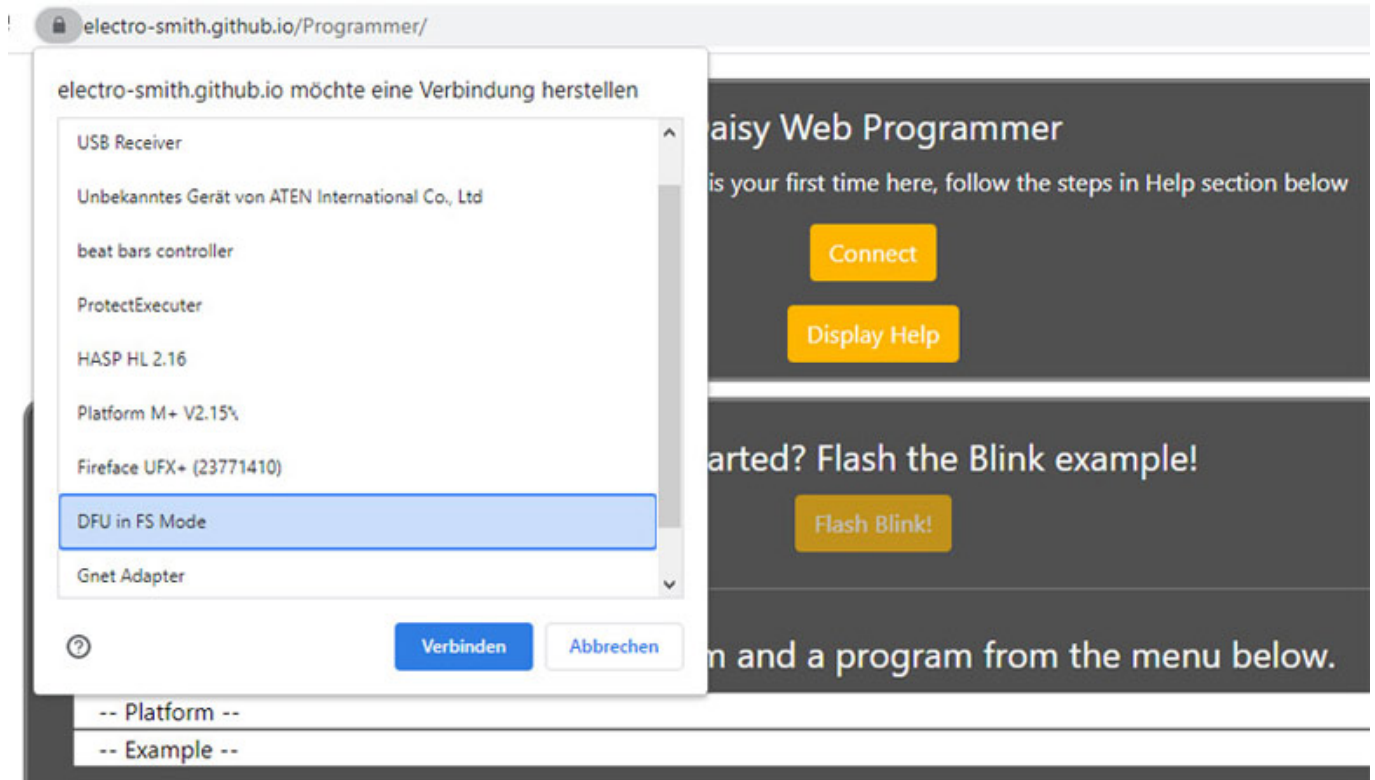 electro-smith.github.io/Programmer/
electro-smith.github.io möchte eine Verbindung herstellen
USB Receiver
Unbekanntes Gerät von ATEN International Co., Ltd
beat bars controller
ProtectExecuter
HASP HL 2.16
Platform M+ V2.15%
Fireface UFX+ (23771410)
DFU in FS Mode
Gnet Adapter
Verbinden
Abbrechen
aisy Web Programmer
is your first time here, follow the steps in Help section below
Connect
Display Help
arted? Flash the Blink example!
Flash Blink!
and a program from the menu below.
-- Platform --
-- Example --